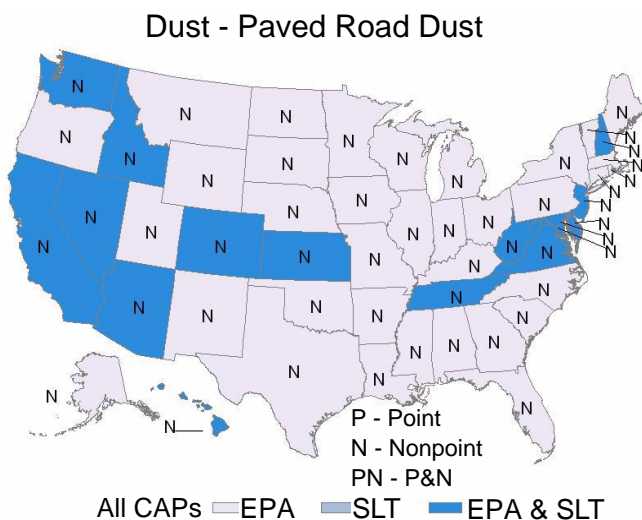 Dust - Paved Road Dust
N N
N N N
N N N N
N N N N N
N N N
N N N
N N N N N N
N N N N N N N N N
N N N
N N
N N N N N
N N N
N N
N N
N
P - Point
N - Nonpoint
PN - P&N
All CAPs EPA SLT EPA & SLT